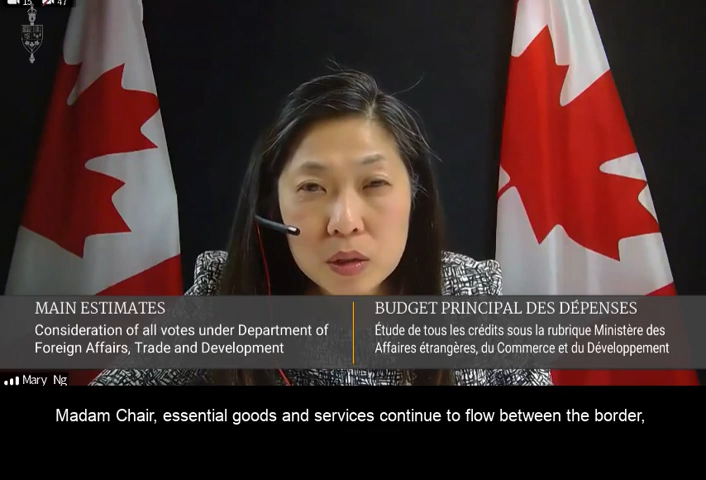 15 47
MAIN ESTIMATES
Consideration of all votes under Department of
Foreign Affairs, Trade and Development
BUDGET PRINCIPAL DES DÉPENSES
Étude de tous les crédits sous la rubrique Ministère des
Affaires étrangères, du Commerce et du Développement
Mary Ng
Madam Chair, essential goods and services continue to flow between the border,